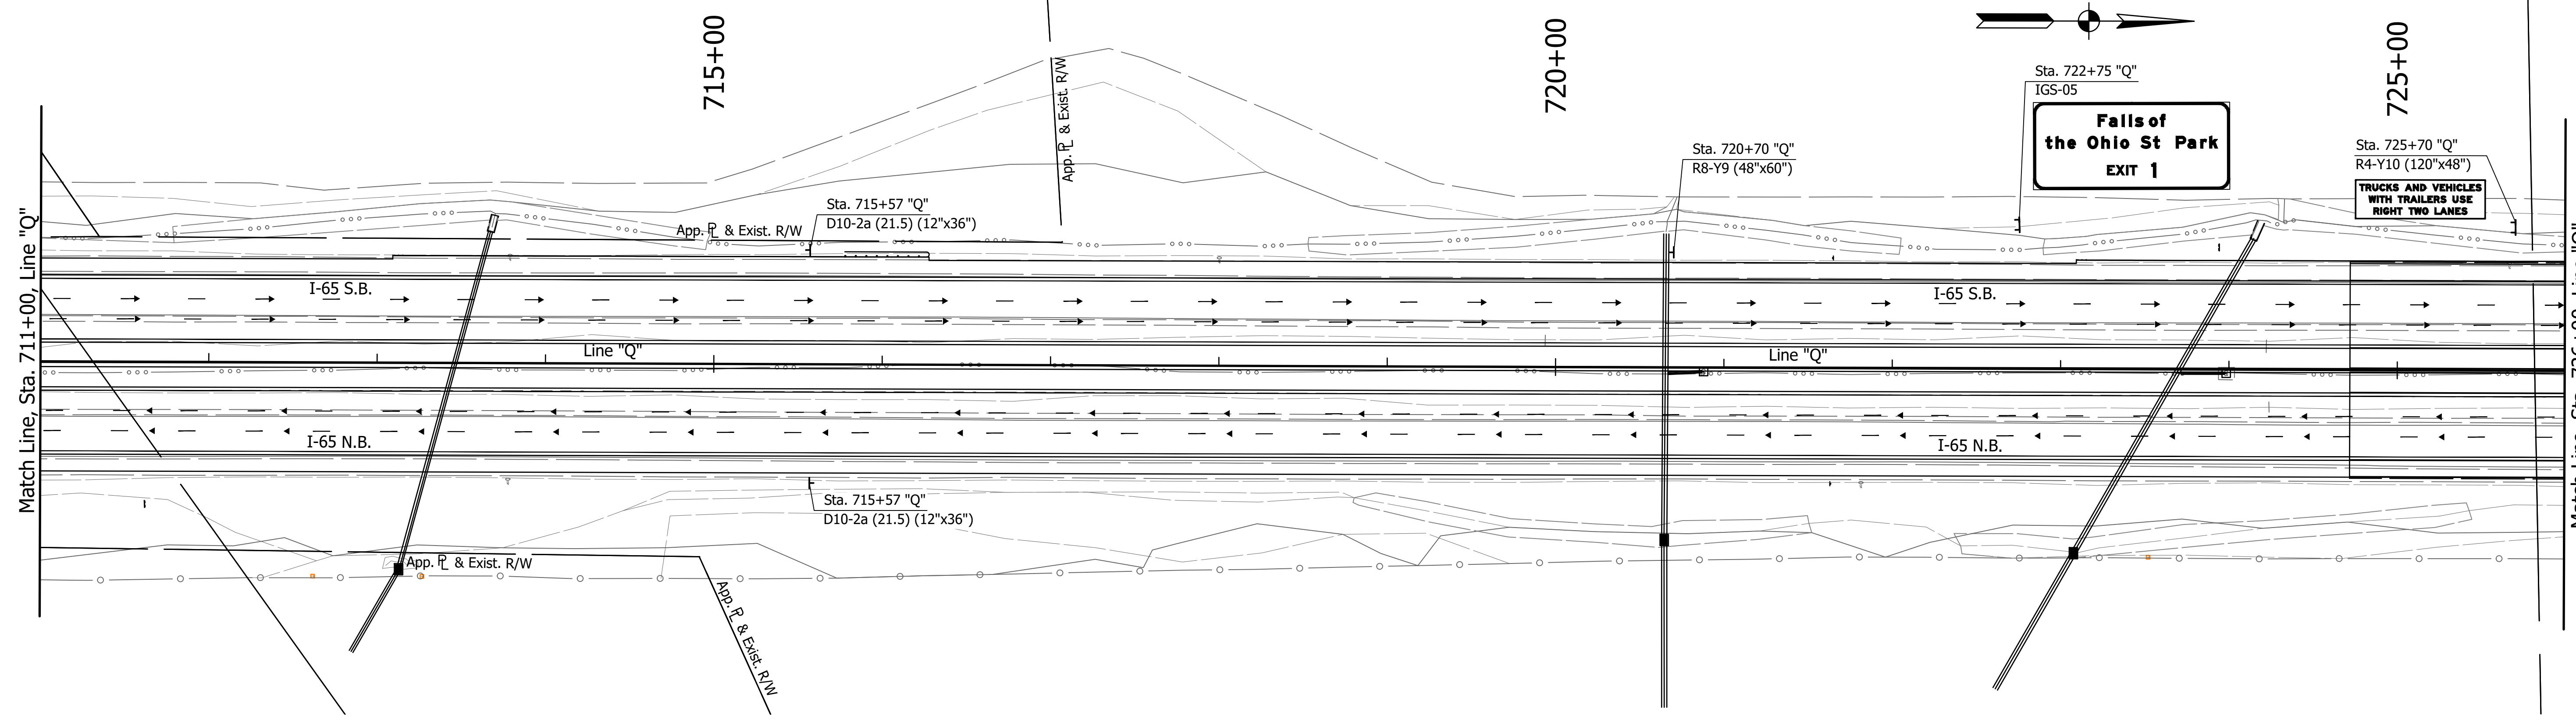 715+00
720+00
725+00
Sta. 722+75 "Q"
IGS-05
Falls of
the Ohio St Park
EXIT 1
Sta. 725+70 "Q"
R4-Y10 (120"x48")
TRUCKS AND VEHICLES
WITH TRAILERS USE
RIGHT TWO LANES
Sta. 720+70 "Q"
R8-Y9 (48"x60")
App. PL & Exist. R/W
Sta. 715+57 "Q"
D10-2a (21.5) (12"x36")
App. PL & Exist. R/W
Match Line, Sta. 711+00, Line "Q"
I-65 S.B.
I-65 S.B.
Line "Q"
Line "Q"
I-65 N.B.
I-65 N.B.
Sta. 715+57 "Q"
D10-2a (21.5) (12"x36")
App. PL & Exist. R/W
App. PL & Exist. R/W